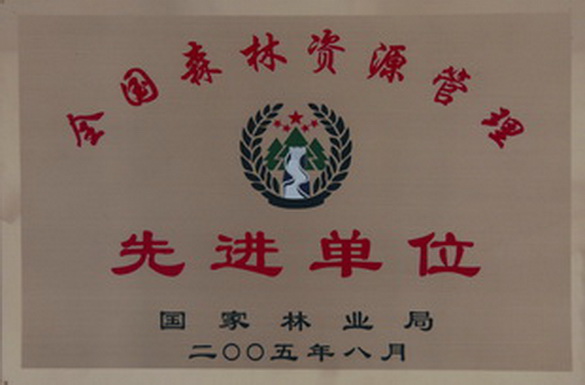 全国森林资源管理
先进单位
国家林业局
二〇〇五年八月